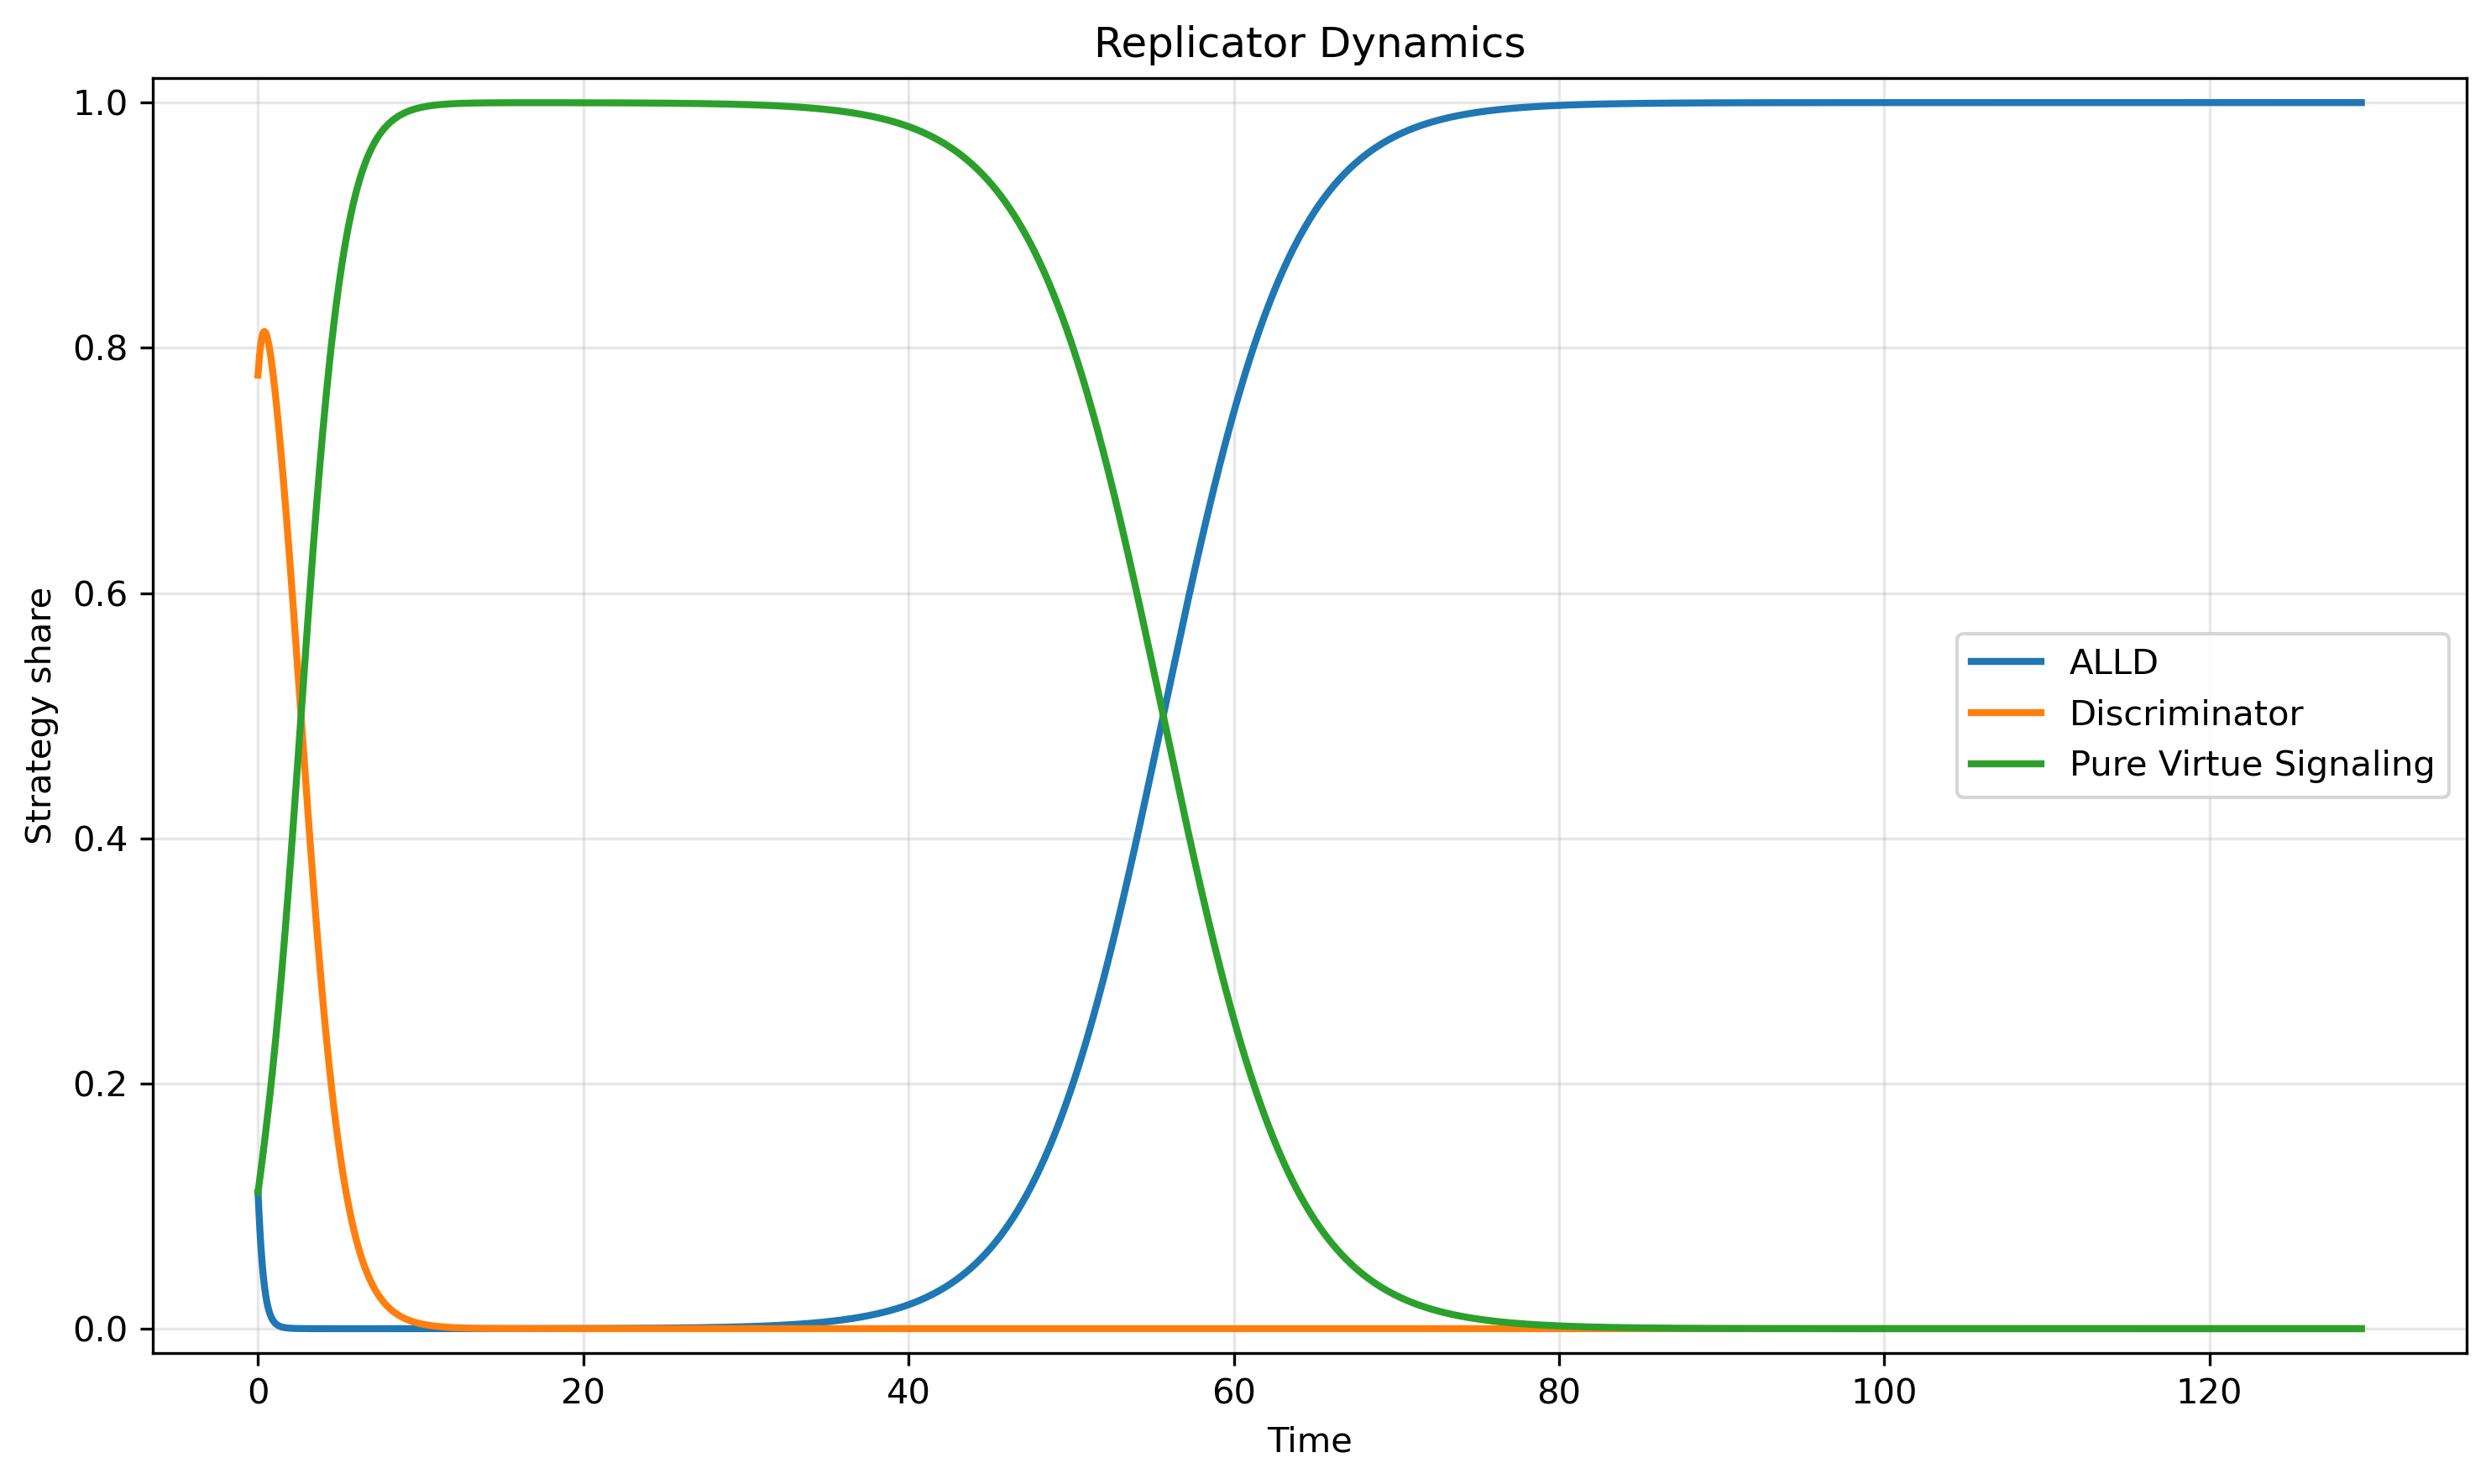 Replicator Dynamics
Strategy share
1.0
0.8
0.6
0.4
0.2
0.0
ALLD
Discriminator
Pure Virtue Signaling
0 20 40 60 80 100 120
Time